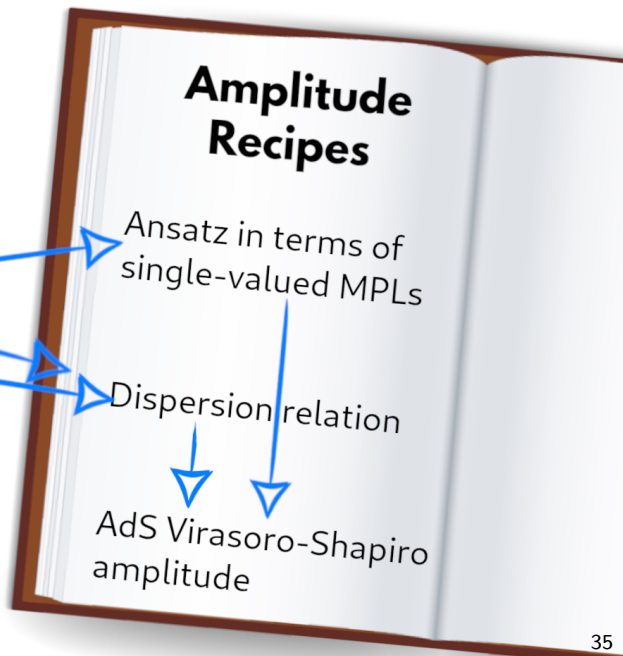 Amplitude
Recipes
Ansatz in terms of
single-valued MPLs
Dispersion relation
AdS Virasoro-Shapiro
amplitude
35